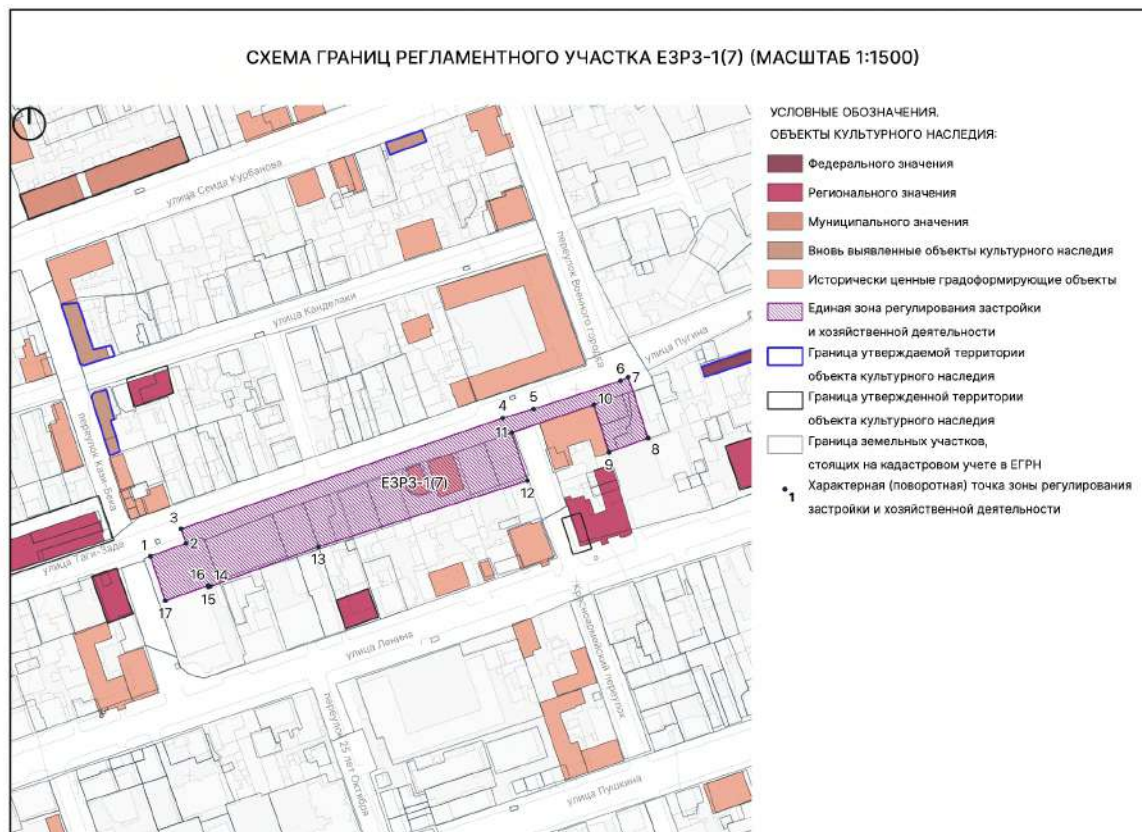 СХЕМА ГРАНИЦ РЕГЛАМЕНТНОГО УЧАСТКА ЕЗРЗ-1(7) (МАСШТАБ 1:1500)
УСЛОВНЫЕ ОБОЗНАЧЕНИЯ.
ОБЪЕКТЫ КУЛЬТУРНОГО НАСЛЕДИЯ:
Федерального значения
Регионального значения
Муниципального значения
Вновь выявленные объекты культурного наследия
Исторически ценные градоформирующие объекты
Единая зона регулирования застройки
и хозяйственной деятельности
Граница утверждаемой территории
объекта культурного наследия
Граница утвержденной территории
объекта культурного наследия
Граница земельных участков,
стоящих на кадастровом учете в ЕГРН
1 Характерная (поворотная) точка зоны регулирования
застройки и хозяйственной деятельности
улица Сеида Курбанова
улица Канделаки
переулок Военного городка
улица Пугина
переулок Кази-Бека
улица Таги-Заде
ЕЗРЗ-1(7)
улица Ленина
Красноармейский переулок
переулок 25 лет Октября
улица Пушкина
1
2
3
4
5
6
7
8
9
10
11
12
13
14
15
16
17